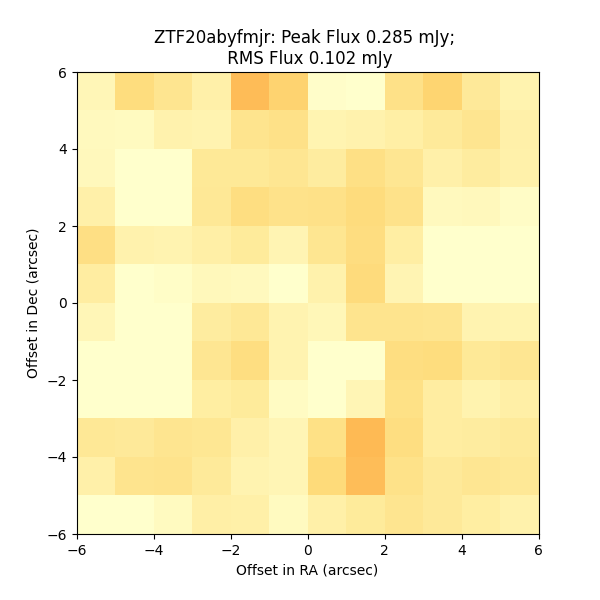 ZTF20abyfmjr: Peak Flux 0.285 mJy;
RMS Flux 0.102 mJy
6
4
2
0
−2
−4
−6
Offset in Dec (arcsec)
−6 −4 −2 0 2 4 6
Offset in RA (arcsec)